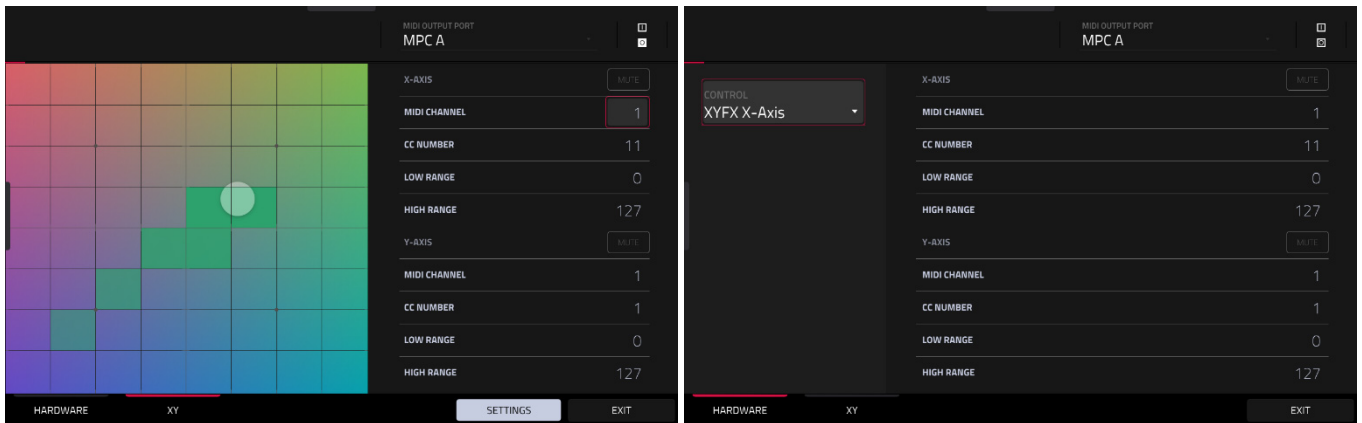 MIDI OUTPUT PORT
MPC A
X-AXIS MUTE
MIDI CHANNEL 1
CC NUMBER 11
LOW RANGE 0
HIGH RANGE 127
Y-AXIS MUTE
MIDI CHANNEL 1
CC NUMBER 1
LOW RANGE 0
HIGH RANGE 127
HARDWARE XY SETTINGS EXIT
MIDI OUTPUT PORT
MPC A
CONTROL
XYFX X-Axis
X-AXIS MUTE
MIDI CHANNEL 1
CC NUMBER 11
LOW RANGE 0
HIGH RANGE 127
Y-AXIS MUTE
MIDI CHANNEL 1
CC NUMBER 1
LOW RANGE 0
HIGH RANGE 127
HARDWARE XY EXIT